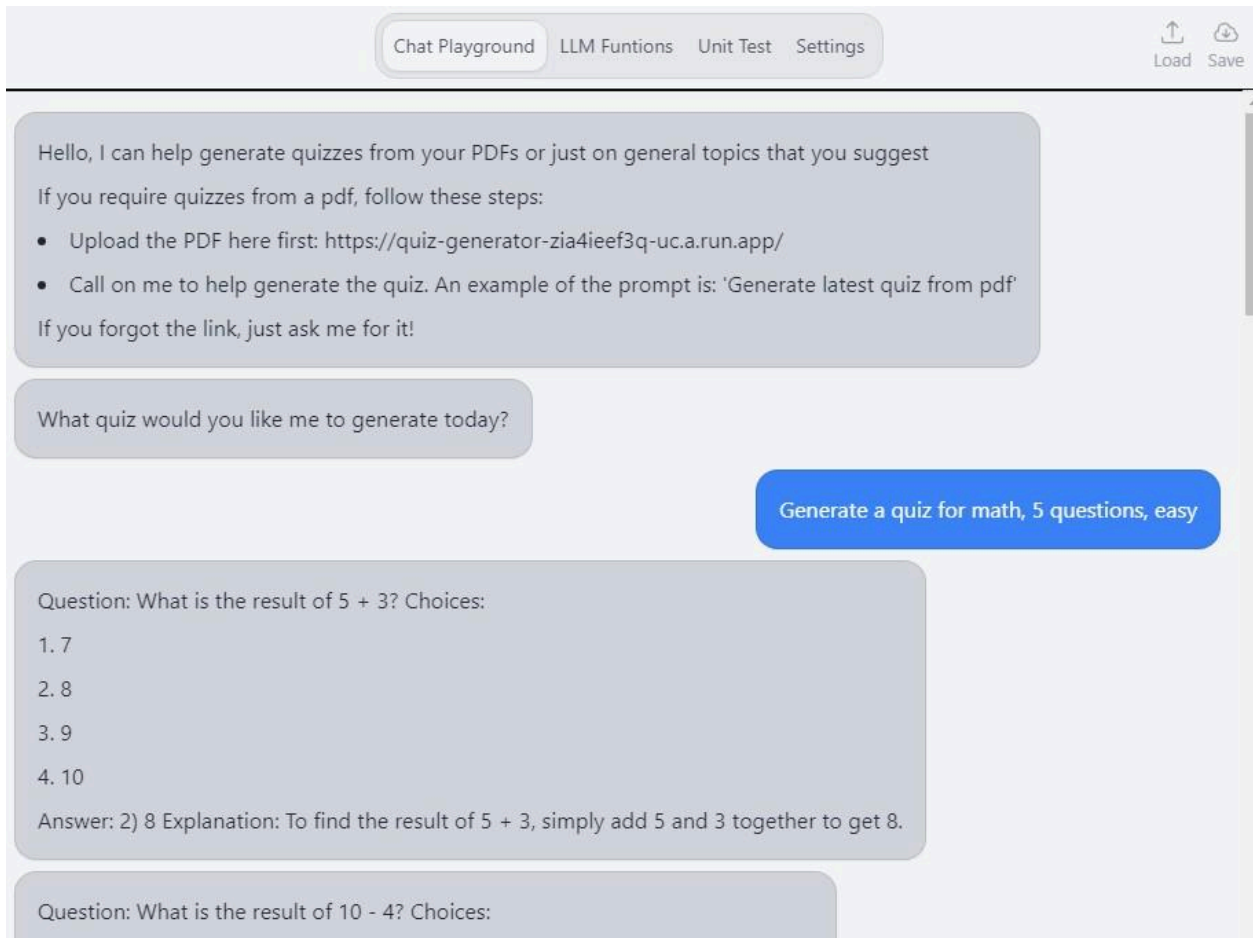 Chat Playground LLM Funtions Unit Test Settings
Load Save
Hello, I can help generate quizzes from your PDFs or just on general topics that you suggest
If you require quizzes from a pdf, follow these steps:
• Upload the PDF here first: https://quiz-generator-zia4ieef3q-uc.a.run.app/
• Call on me to help generate the quiz. An example of the prompt is: 'Generate latest quiz from pdf'
If you forgot the link, just ask me for it!
What quiz would you like me to generate today?
Generate a quiz for math, 5 questions, easy
Question: What is the result of 5 + 3? Choices:
1. 7
2. 8
3. 9
4. 10
Answer: 2) 8 Explanation: To find the result of 5 + 3, simply add 5 and 3 together to get 8.
Question: What is the result of 10 - 4? Choices: